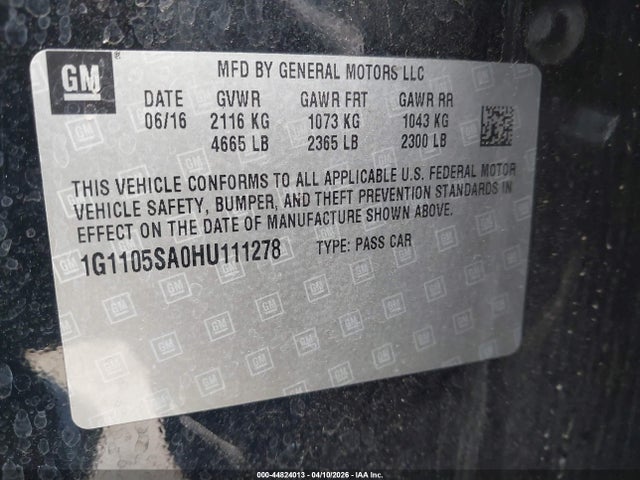 GM
MFD BY GENERAL MOTORS LLC
DATE GVWR GAWR FRT GAWR RR
06/16 2116 KG 1073 KG 1043 KG
4665 LB 2365 LB 2300 LB
THIS VEHICLE CONFORMS TO ALL APPLICABLE U.S. FEDERAL MOTOR
VEHICLE SAFETY, BUMPER, AND THEFT PREVENTION STANDARDS IN
EFFECT ON THE DATE OF MANUFACTURE SHOWN ABOVE.
1G1105SA0HU111278 TYPE: PASS CAR
000-44824013 - 04/10/2026 - IAA Inc.